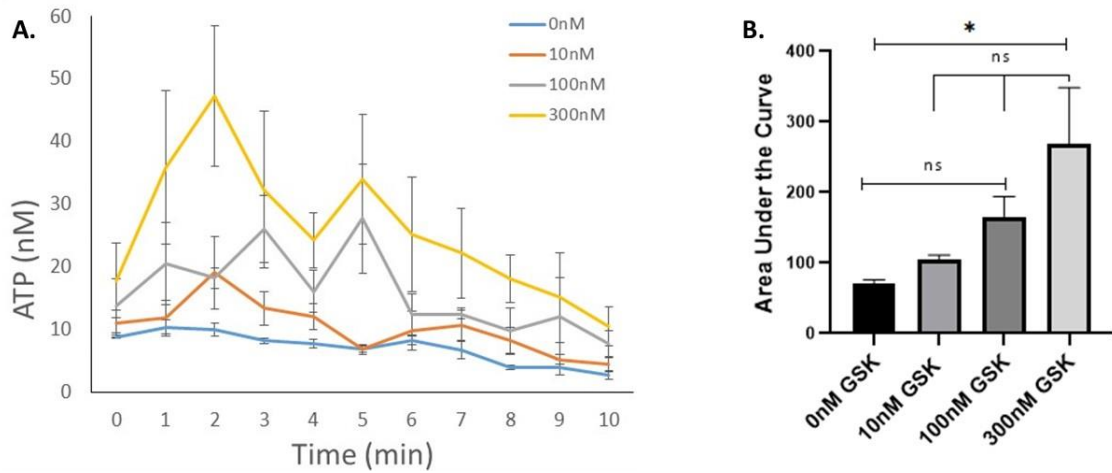 A.
60
50
40
30
20
10
0
ATP (nM)
0 1 2 3 4 5 6 7 8 9 10
Time (min)
0nM
10nM
100nM
300nM
B.
*
ns
ns
400
300
200
100
0
Area Under the Curve
0nM GSK
10nM GSK
100nM GSK
300nM GSK